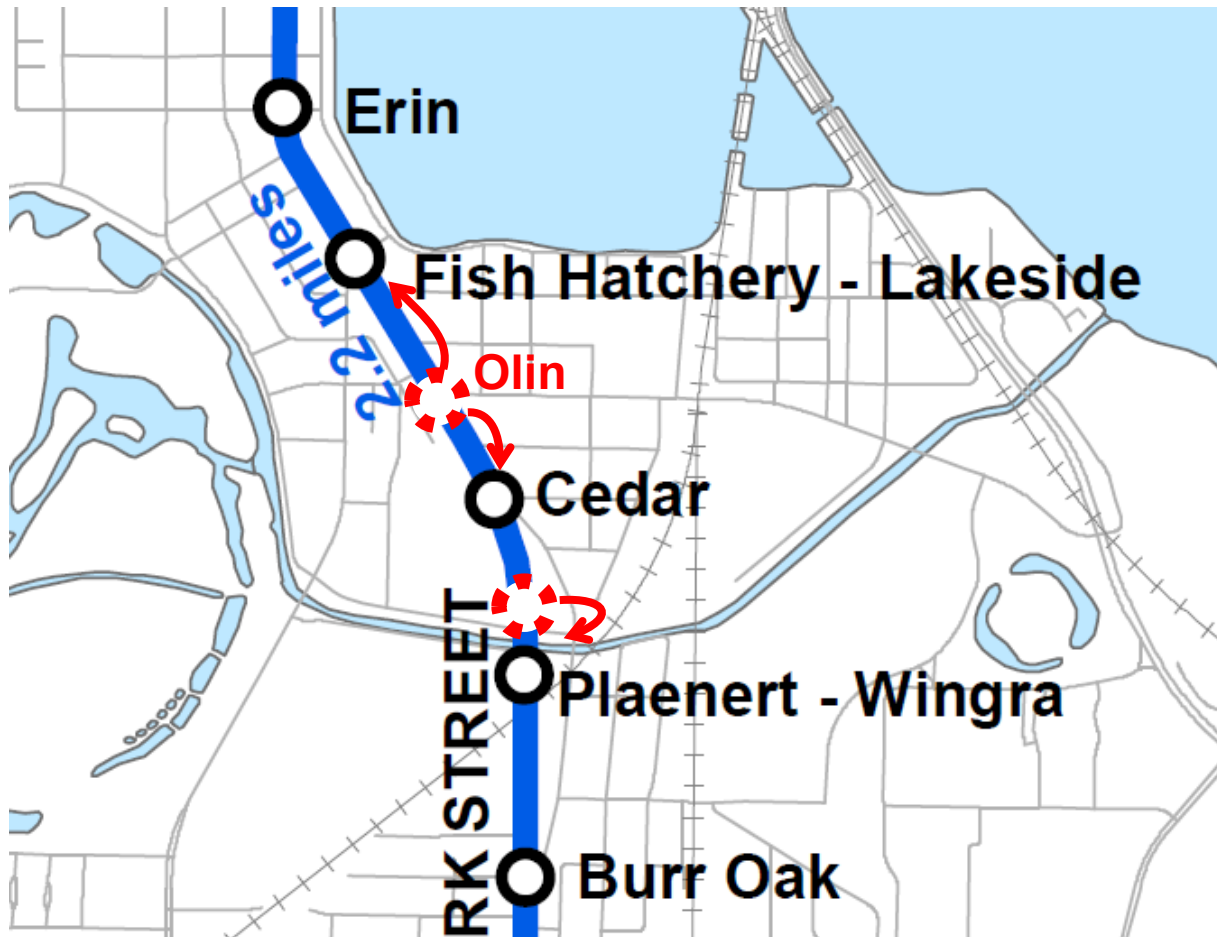 Erin
2.2 miles
Fish Hatchery - Lakeside
Olin
Cedar
RK STREET
Plaenert - Wingra
Burr Oak